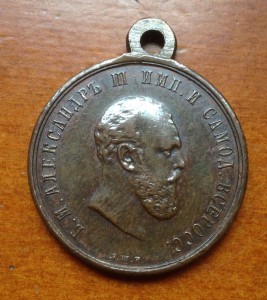 Б. М. АЛЕКСАНДРЪ III ИМП. И САМОД. ВСЕРОСС.